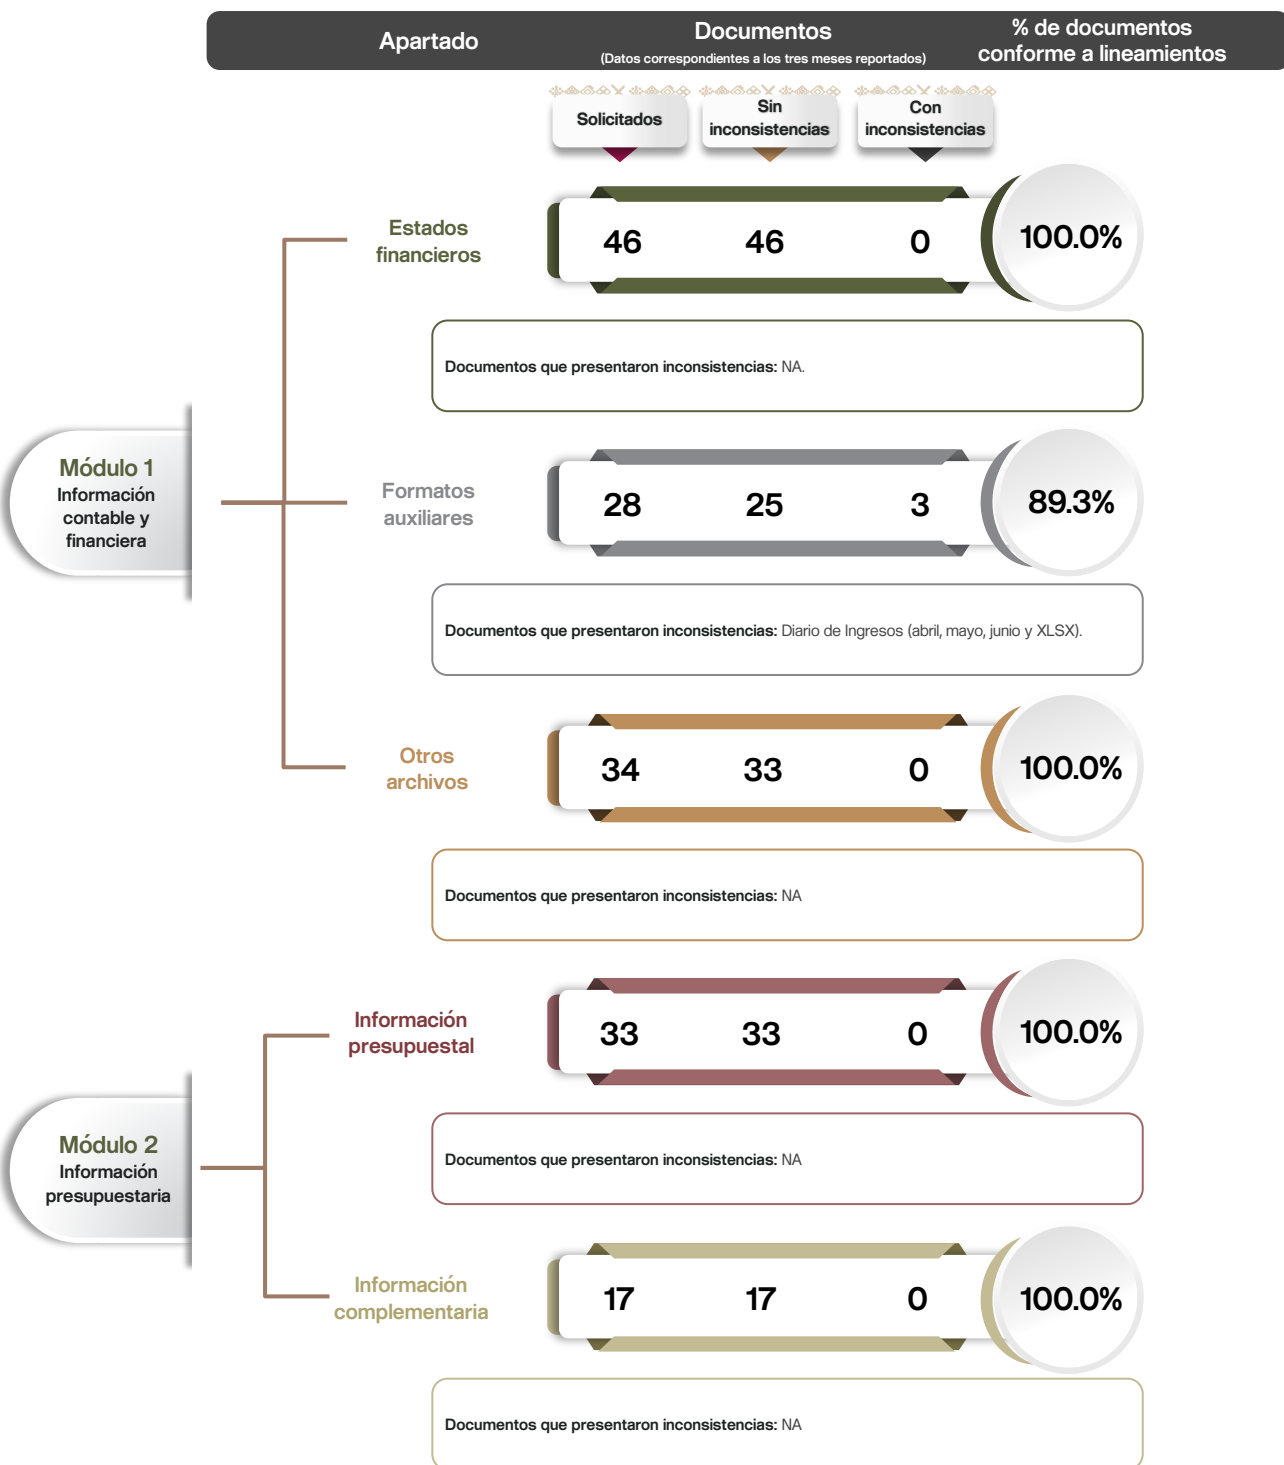 Apartado
Documentos
(Datos correspondientes a los tres meses reportados)
% de documentos
conforme a lineamientos
Solicitados
Sin
inconsistencias
Con
inconsistencias
Módulo 1
Información
contable y
financiera
Estados
financieros
46 46 0 100.0%
Documentos que presentaron inconsistencias: NA.
Formatos
auxiliares
28 25 3 89.3%
Documentos que presentaron inconsistencias: Diario de Ingresos (abril, mayo, junio y XLSX).
Otros
archivos
34 33 0 100.0%
Documentos que presentaron inconsistencias: NA
Módulo 2
Información
presupuestaria
Información
presupuestal
33 33 0 100.0%
Documentos que presentaron inconsistencias: NA
Información
complementaria
17 17 0 100.0%
Documentos que presentaron inconsistencias: NA